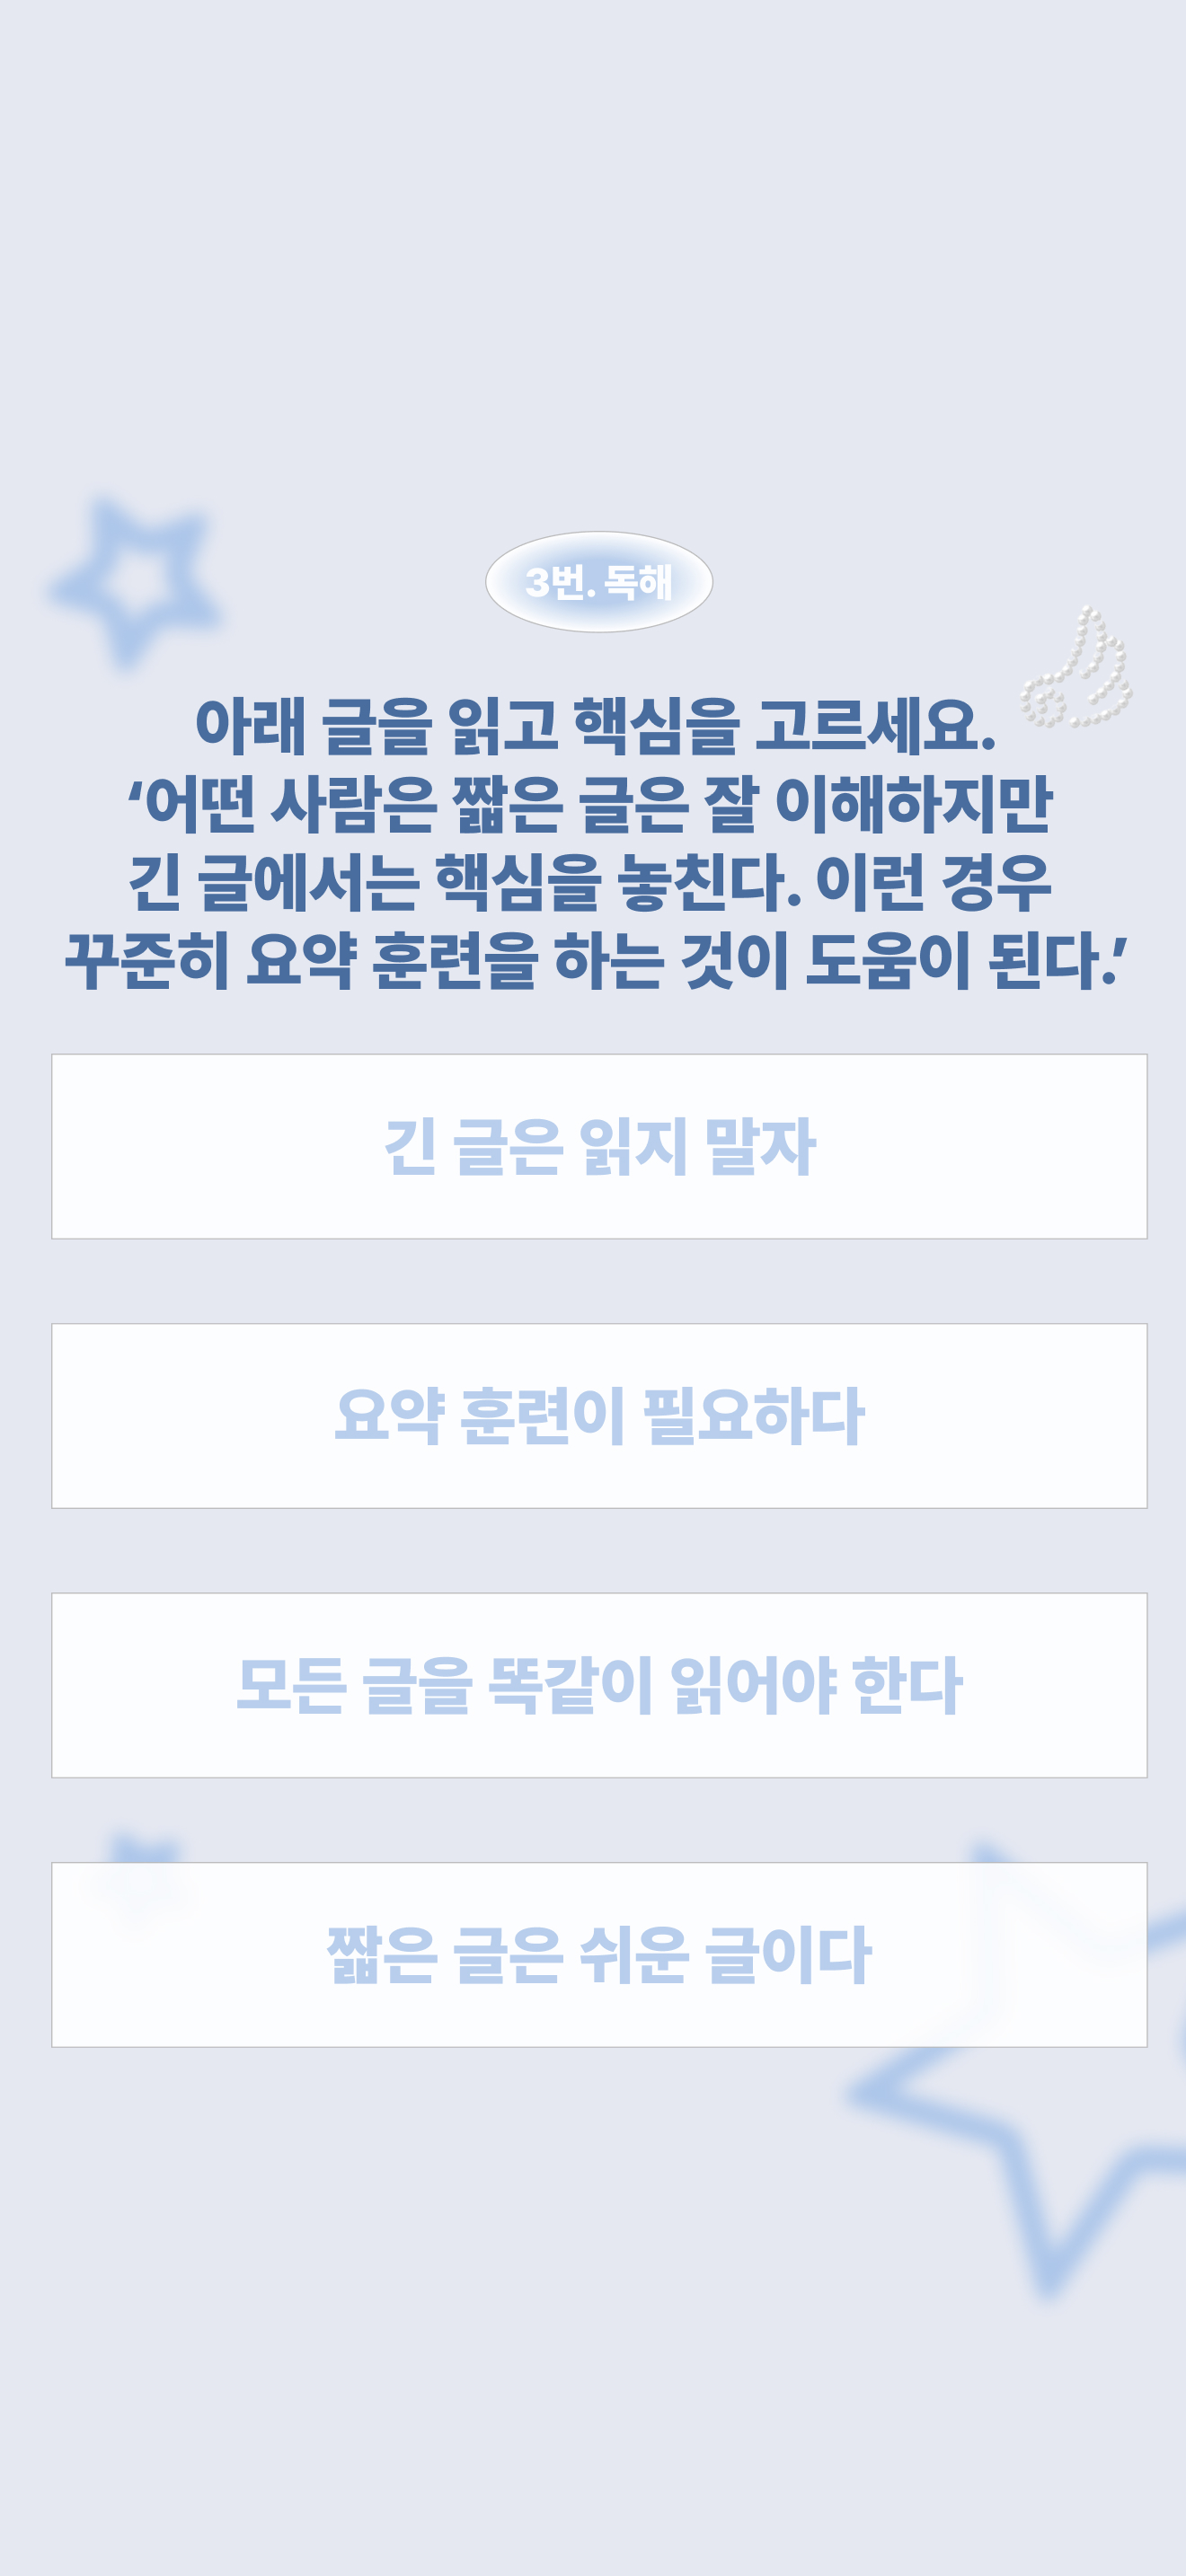 3번. 독해
아래 글을 읽고 핵심을 고르세요.
‘어떤 사람은 짧은 글은 잘 이해하지만
긴 글에서는 핵심을 놓친다. 이런 경우
꾸준히 요약 훈련을 하는 것이 도움이 된다.’
긴 글은 읽지 말자
요약 훈련이 필요하다
모든 글을 똑같이 읽어야 한다
짧은 글은 쉬운 글이다